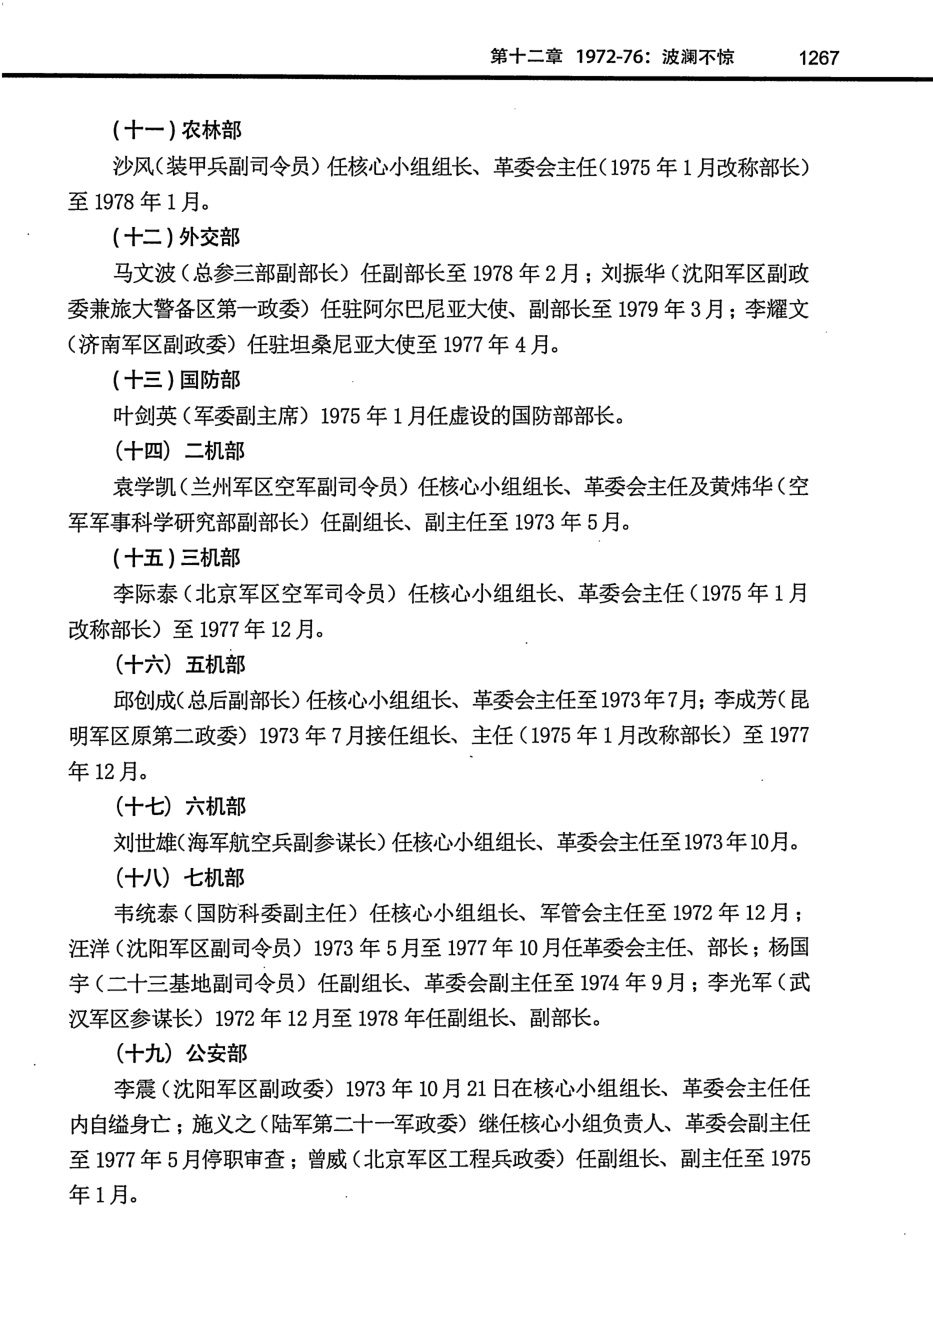 第十二章 1972-76：波澜不惊 1267
（十一）农林部
沙风（装甲兵副司令员）任核心小组组长、革委会主任（1975 年 1 月改称部长）
至 1978 年 1 月。
（十二）外交部
马文波（总参三部副部长）任副部长至 1978 年 2 月；刘振华（沈阳军区副政
委兼旅大警备区第一政委）任驻阿尔巴尼亚大使、副部长至 1979 年 3 月；李耀文
（济南军区副政委）任驻坦桑尼亚大使至 1977 年 4 月。
（十三）国防部
叶剑英（军委副主席）1975 年 1 月任虚设的国防部部长。
（十四）二机部
袁学凯（兰州军区空军副司令员）任核心小组组长、革委会主任及黄炜华（空
军军事科学研究部副部长）任副组长、副主任至 1973 年 5 月。
（十五）三机部
李际泰（北京军区空军司令员）任核心小组组长、革委会主任（1975 年 1 月
改称部长）至 1977 年 12 月。
（十六）五机部
邱创成（总后副部长）任核心小组组长、革委会主任至 1973 年 7 月；李成芳（昆
明军区原第二政委）1973 年 7 月接任组长、主任（1975 年 1 月改称部长）至 1977
年 12 月。
（十七）六机部
刘世雄（海军航空兵副参谋长）任核心小组组长、革委会主任至 1973 年 10 月。
（十八）七机部
韦统泰（国防科委副主任）任核心小组组长、军管会主任至 1972 年 12 月；
汪洋（沈阳军区副司令员）1973 年 5 月至 1977 年 10 月任革委会主任、部长；杨国
宇（二十三基地副司令员）任副组长、革委会副主任至 1974 年 9 月；李光军（武
汉军区参谋长）1972 年 12 月至 1978 年任副组长、副部长。
（十九）公安部
李震（沈阳军区副政委）1973 年 10 月 21 日在核心小组组长、革委会主任任
内自缢身亡；施义之（陆军第二十一军政委）继任核心小组负责人、革委会副主任
至 1977 年 5 月停职审查；曾威（北京军区工程兵政委）任副组长、副主任至 1975
年 1 月。